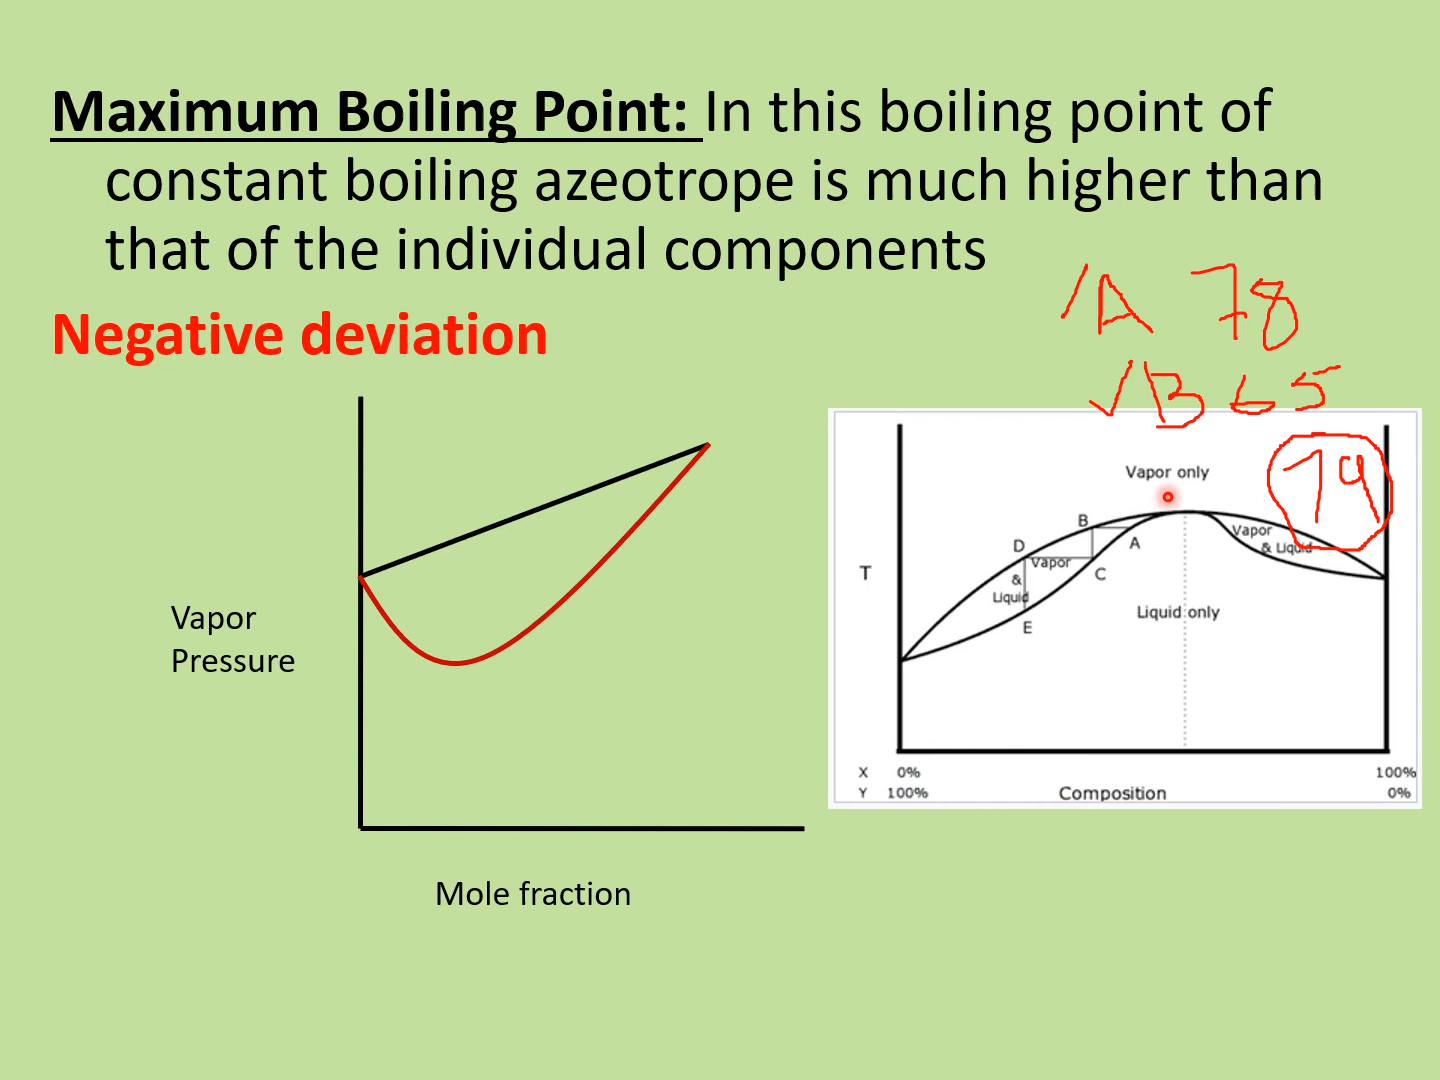 Maximum Boiling Point: In this boiling point of
constant boiling azeotrope is much higher than
that of the individual components
Negative deviation
A 78
B 65
79
Vapor
Pressure
Mole fraction
Vapor only
B
A
D
Vapor
&
Liquid
C
E
Vapor
& Liquid
Liquid only
T
X 0% 100%
Y 100% 0%
Composition